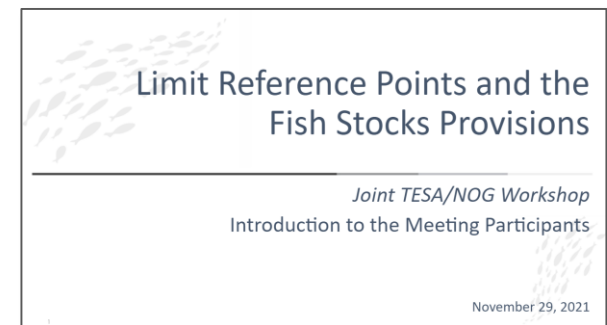 Limit Reference Points and the
Fish Stocks Provisions
Joint TESA/NOG Workshop
Introduction to the Meeting Participants
November 29, 2021